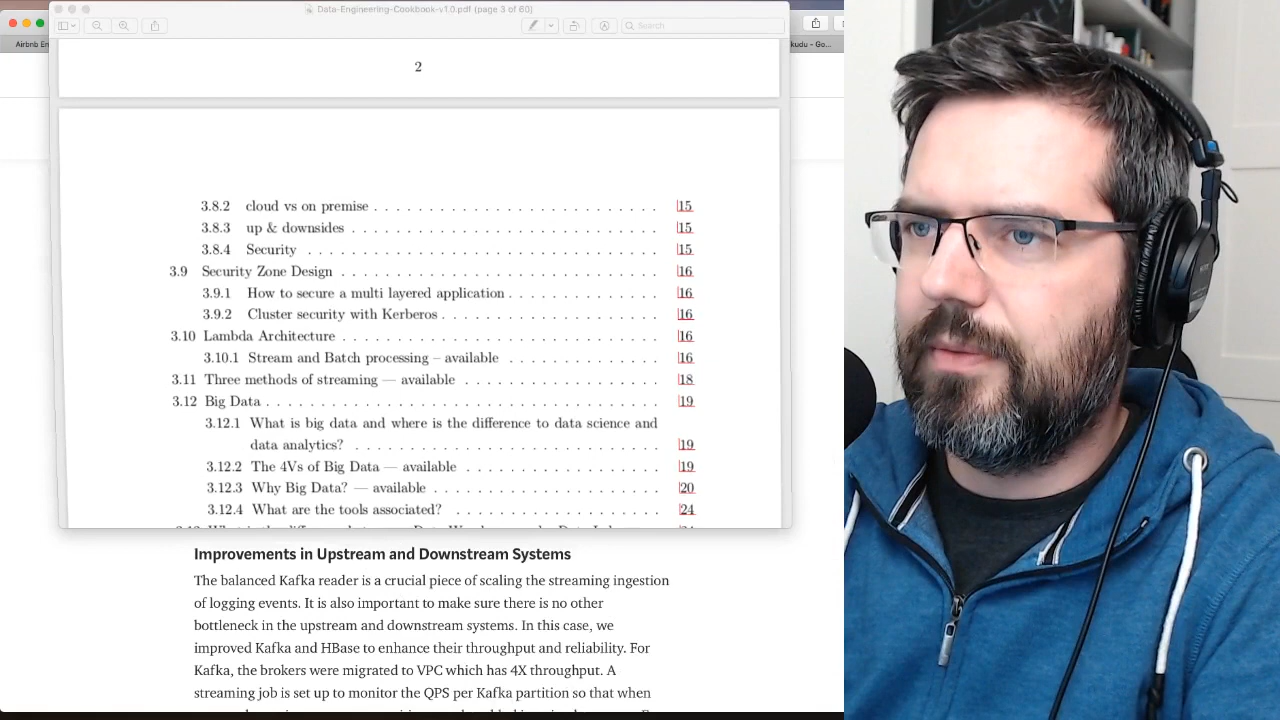 Data-Engineering-Cookbook-v1.0.pdf (page 3 of 60)
Search
Airbnb En
kudu - Go...
2
3.8.2 cloud vs on premise . . . . . . . . . . . . . . . . . . . . . . . . . . 15
3.8.3 up & downsides . . . . . . . . . . . . . . . . . . . . . . . . . . . . 15
3.8.4 Security . . . . . . . . . . . . . . . . . . . . . . . . . . . . . . . . 15
3.9 Security Zone Design . . . . . . . . . . . . . . . . . . . . . . . . . . . . 16
3.9.1 How to secure a multi layered application . . . . . . . . . . . . . 16
3.9.2 Cluster security with Kerberos . . . . . . . . . . . . . . . . . . . 16
3.10 Lambda Architecture . . . . . . . . . . . . . . . . . . . . . . . . . . . . 16
3.10.1 Stream and Batch processing – available . . . . . . . . . . . . . 16
3.11 Three methods of streaming — available . . . . . . . . . . . . . . . . . 18
3.12 Big Data . . . . . . . . . . . . . . . . . . . . . . . . . . . . . . . . . . . 19
3.12.1 What is big data and where is the difference to data science and
data analytics? . . . . . . . . . . . . . . . . . . . . . . . . . . . . 19
3.12.2 The 4Vs of Big Data — available . . . . . . . . . . . . . . . . . . 19
3.12.3 Why Big Data? — available . . . . . . . . . . . . . . . . . . . . . 20
3.12.4 What are the tools associated? . . . . . . . . . . . . . . . . . . . 24
Improvements in Upstream and Downstream Systems
The balanced Kafka reader is a crucial piece of scaling the streaming ingestion
of logging events. It is also important to make sure there is no other
bottleneck in the upstream and downstream systems. In this case, we
improved Kafka and HBase to enhance their throughput and reliability. For
Kafka, the brokers were migrated to VPC which has 4X throughput. A
streaming job is set up to monitor the QPS per Kafka partition so that when